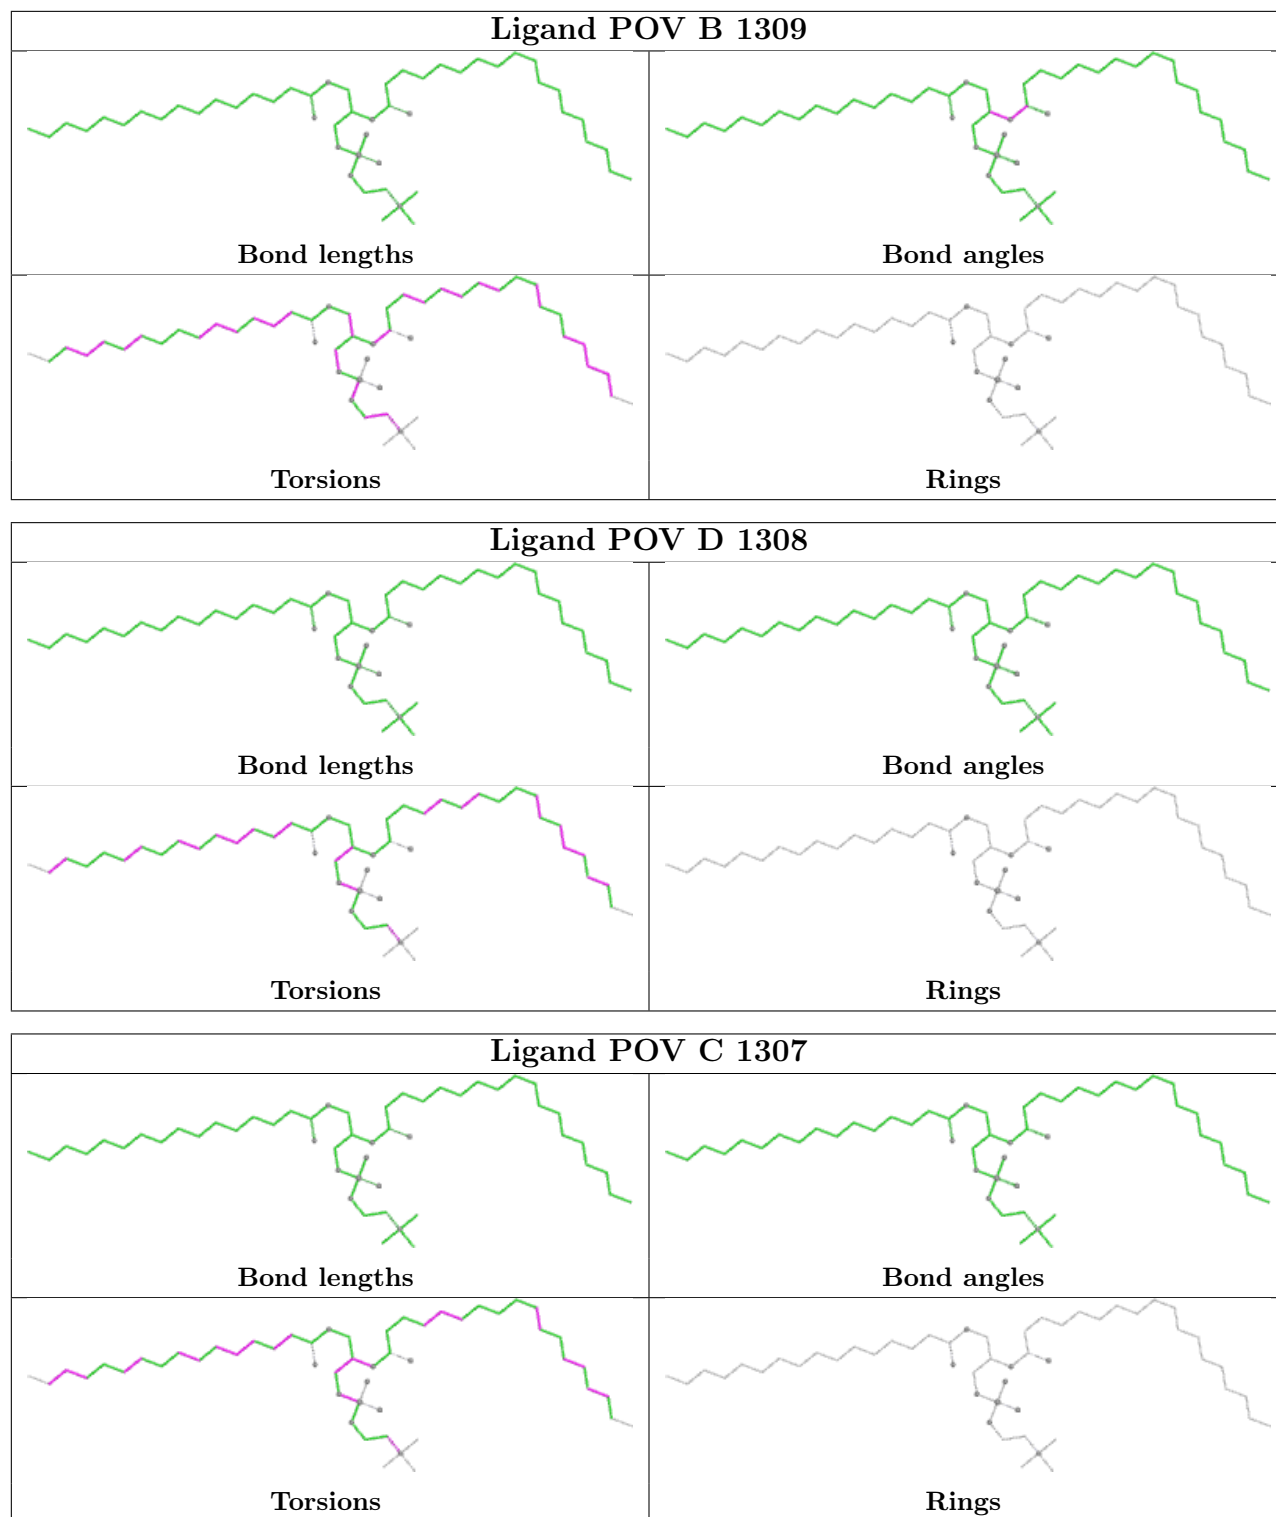 Ligand POV B 1309
Bond lengths
Bond angles
Torsions
Rings
Ligand POV D 1308
Bond lengths
Bond angles
Torsions
Rings
Ligand POV C 1307
Bond lengths
Bond angles
Torsions
Rings